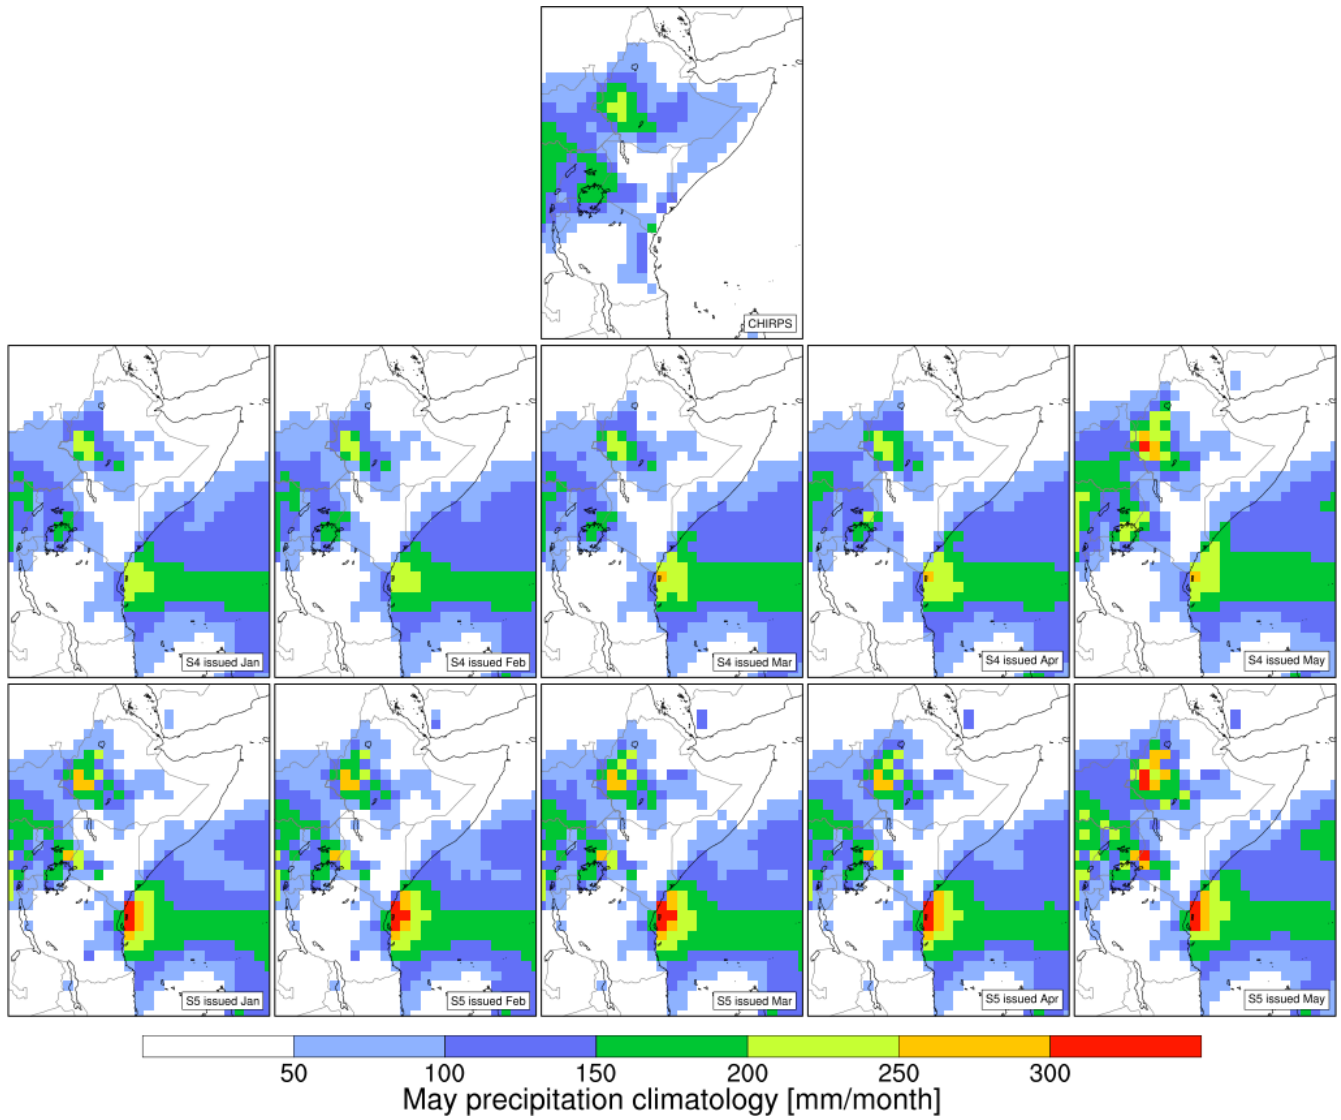 CHIRPS
S4 issued Jan
S4 issued Feb
S4 issued Mar
S4 issued Apr
S4 issued May
S5 issued Jan
S5 issued Feb
S5 issued Mar
S5 issued Apr
S5 issued May
50 100 150 200 250 300
May precipitation climatology [mm/month]